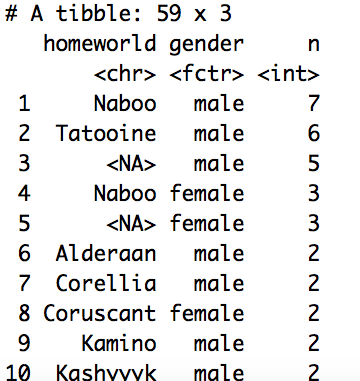 # A tibble: 59 x 3
homeworld gender n
<chr> <fctr> <int>
1 Naboo male 7
2 Tatooine male 6
3 <NA> male 5
4 Naboo female 3
5 <NA> female 3
6 Alderaan male 2
7 Corellia male 2
8 Coruscant female 2
9 Kamino male 2
10 Kashyyyk male 2